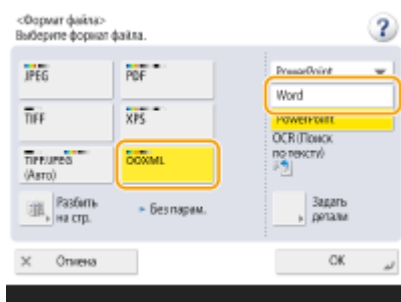 <Формат файла>
Выберите формат файла.
?
JPEG
PDF
PowerPoint
Word
TIFF
XPS
PowerPoint
OCR (Поиск
по тексту)
TIFF/JPEG
(Авто)
OOXML
Разбить
на стр.
Без парам.
Задать
детали
Отмена
OK